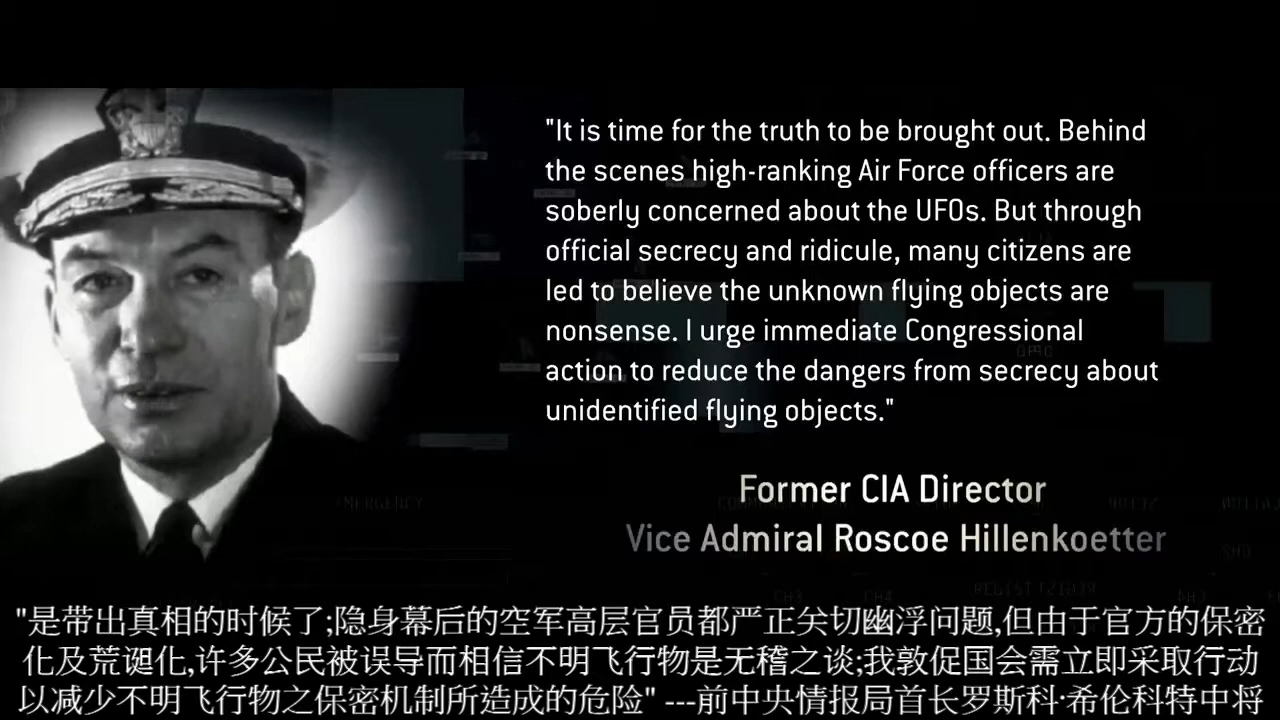 "It is time for the truth to be brought out. Behind
the scenes high-ranking Air Force officers are
soberly concerned about the UFOs. But through
official secrecy and ridicule, many citizens are
led to believe the unknown flying objects are
nonsense. I urge immediate Congressional
action to reduce the dangers from secrecy about
unidentified flying objects."
Former CIA Director
Vice Admiral Roscoe Hillenkoetter
"是带出真相的时候了;隐身幕后的空军高层官员都严正关切幽浮问题,但由于官方的保密
化及荒诞化,许多公民被误导而相信不明飞行物是无稽之谈;我敦促国会需立即采取行动
以减少不明飞行物之保密机制所造成的危险" ---前中央情报局首长罗斯科·希伦科特中将